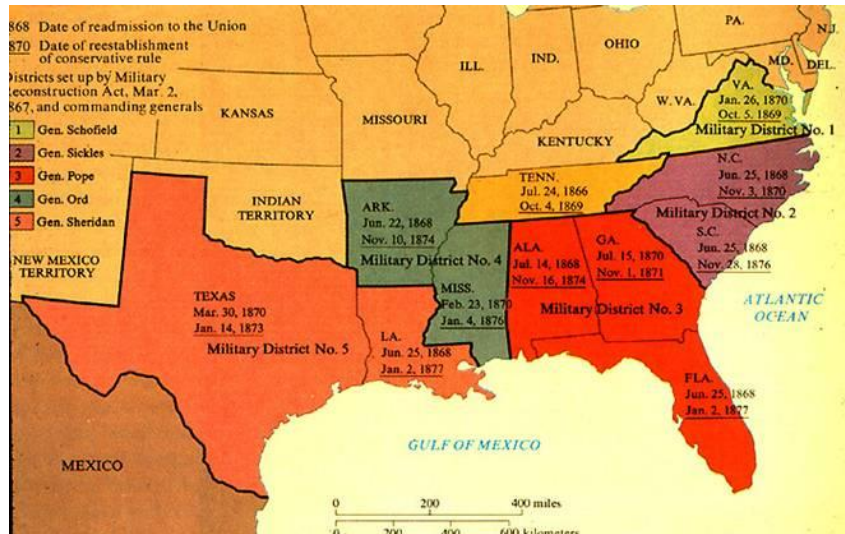 868 Date of readmission to the Union
1870 Date of reestablishment
of conservative rule
Districts set up by Military
Reconstruction Act, Mar. 2,
867, and commanding generals
1 Gen. Schofield
2 Gen. Sickles
3 Gen. Pope
4 Gen. Ord
5 Gen. Sheridan
PA.
N.J.
OHIO
IND.
ILL.
MD.
DEL.
W. VA.
VA.
Jan. 26, 1870
Oct. 5, 1869
Military District No. 1
KANSAS
MISSOURI
KENTUCKY
N.C.
Jun. 25, 1868
Nov. 3, 1870
TENN.
Jul. 24, 1866
Oct. 4, 1869
Military District No. 2
S.C.
Jun. 25, 1868
Nov. 28, 1876
INDIAN
TERRITORY
ARK.
Jun. 22, 1868
Nov. 10, 1874
Military District No. 4
MISS.
Feb. 23, 1870
Jan. 4, 1876
ALA.
Jul. 14, 1868
Nov. 16, 1874
GA.
Jul. 15, 1870
Nov. 1, 1871
Military District No. 3
NEW MEXICO
TERRITORY
TEXAS
Mar. 30, 1870
Jan. 14, 1873
Military District No. 5
LA.
Jun. 25, 1868
Jan. 2, 1877
FLA.
Jun. 25, 1868
Jan. 2, 1877
ATLANTIC
OCEAN
GULF OF MEXICO
MEXICO
0 200 400 miles
0 200 400 600 kilometers